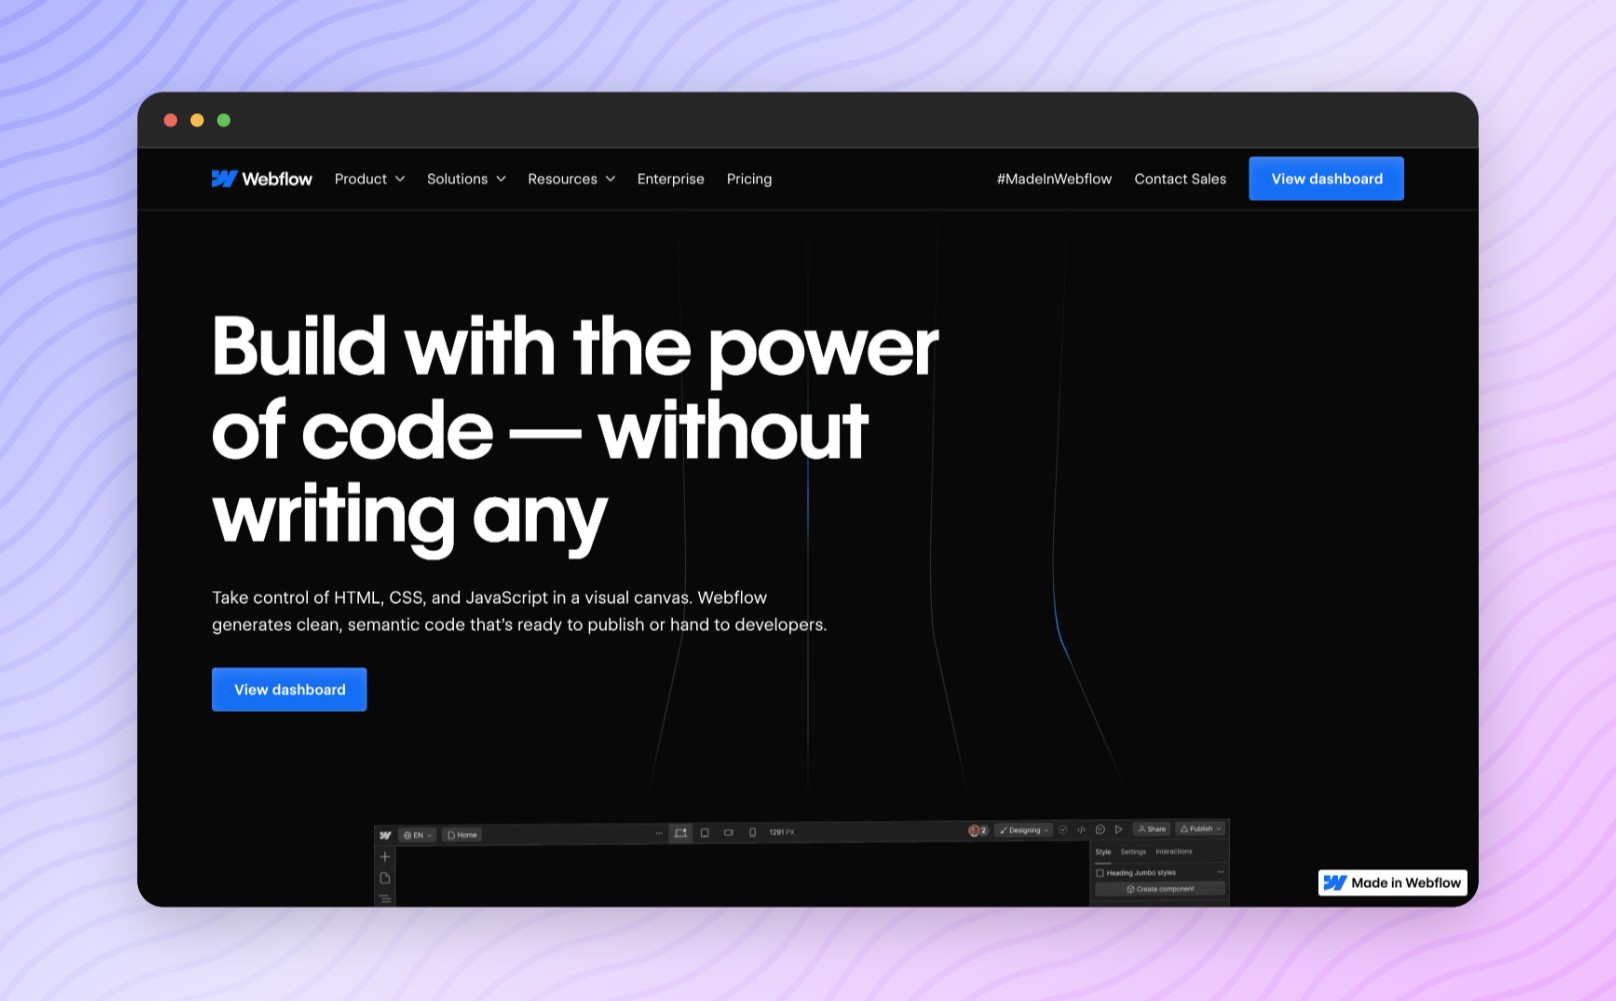 Webflow Product Solutions Resources Enterprise Pricing #MadeInWebflow Contact Sales View dashboard
Build with the power
of code — without
writing any
Take control of HTML, CSS, and JavaScript in a visual canvas. Webflow
generates clean, semantic code that's ready to publish or hand to developers.
View dashboard
EN Home 1291 PX 2 Designing Share Publish
Style Settings Interactions
Heading Jumbo styles
Create component
Made in Webflow